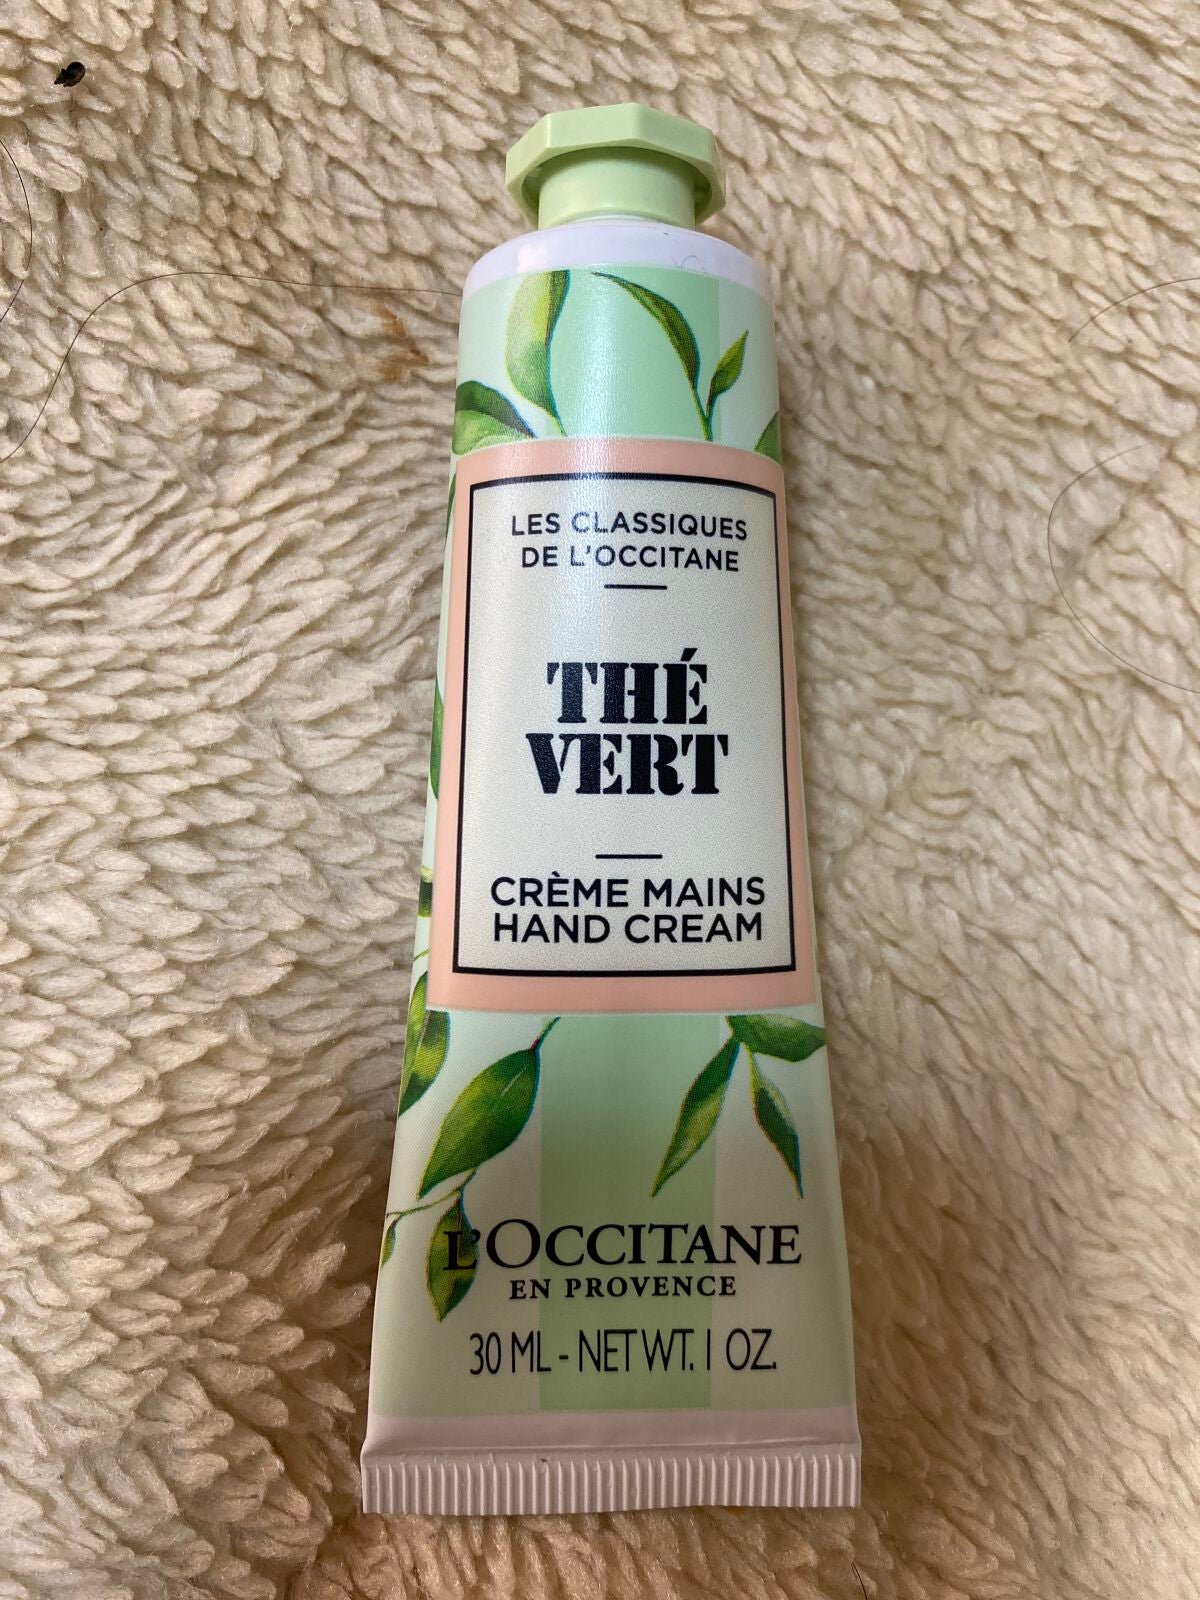 LES CLASSIQUES
DE L'OCCITANE
THÉ
VERT
CRÈME MAINS
HAND CREAM
L'OCCITANE
EN PROVENCE
30 ML - NET WT. 1 OZ.